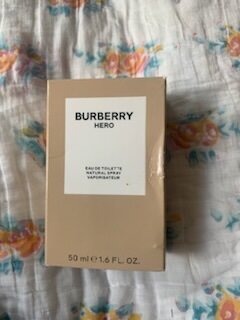 BURBERRY
HERO
EAU DE TOILETTE
NATURAL SPRAY
VAPORISATEUR
50 ml ℮ 1.6 FL. OZ.